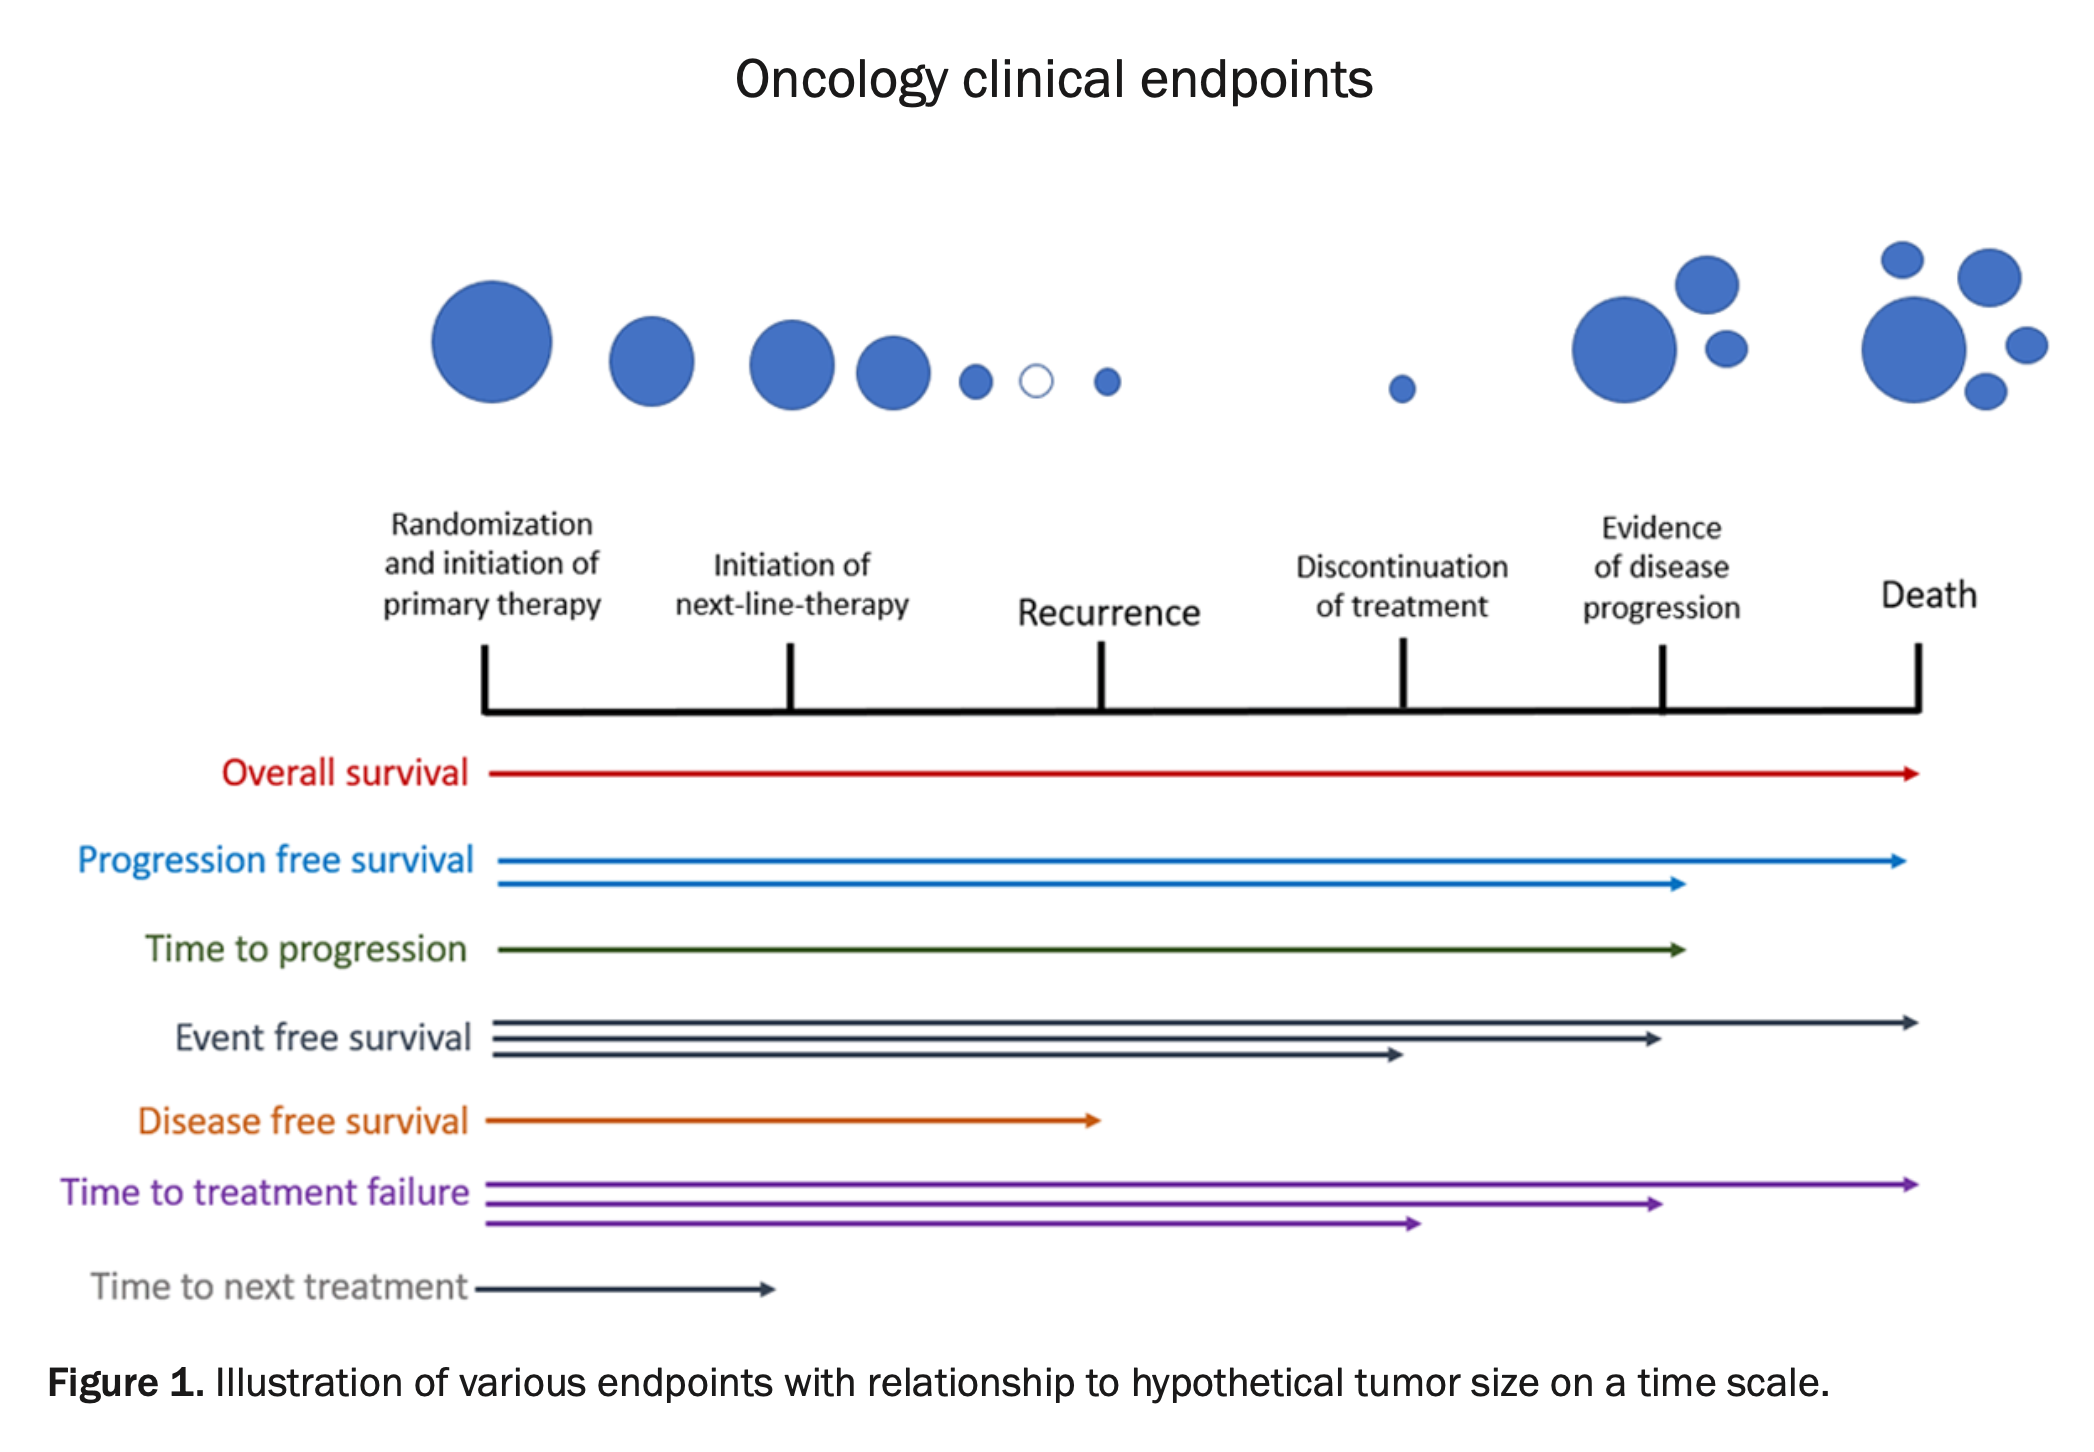 Oncology clinical endpoints
Randomization
and initiation of
primary therapy
Initiation of
next-line-therapy
Recurrence
Discontinuation
of treatment
Evidence
of disease
progression
Death
Overall survival
Progression free survival
Time to progression
Event free survival
Disease free survival
Time to treatment failure
Time to next treatment
Figure 1. Illustration of various endpoints with relationship to hypothetical tumor size on a time scale.